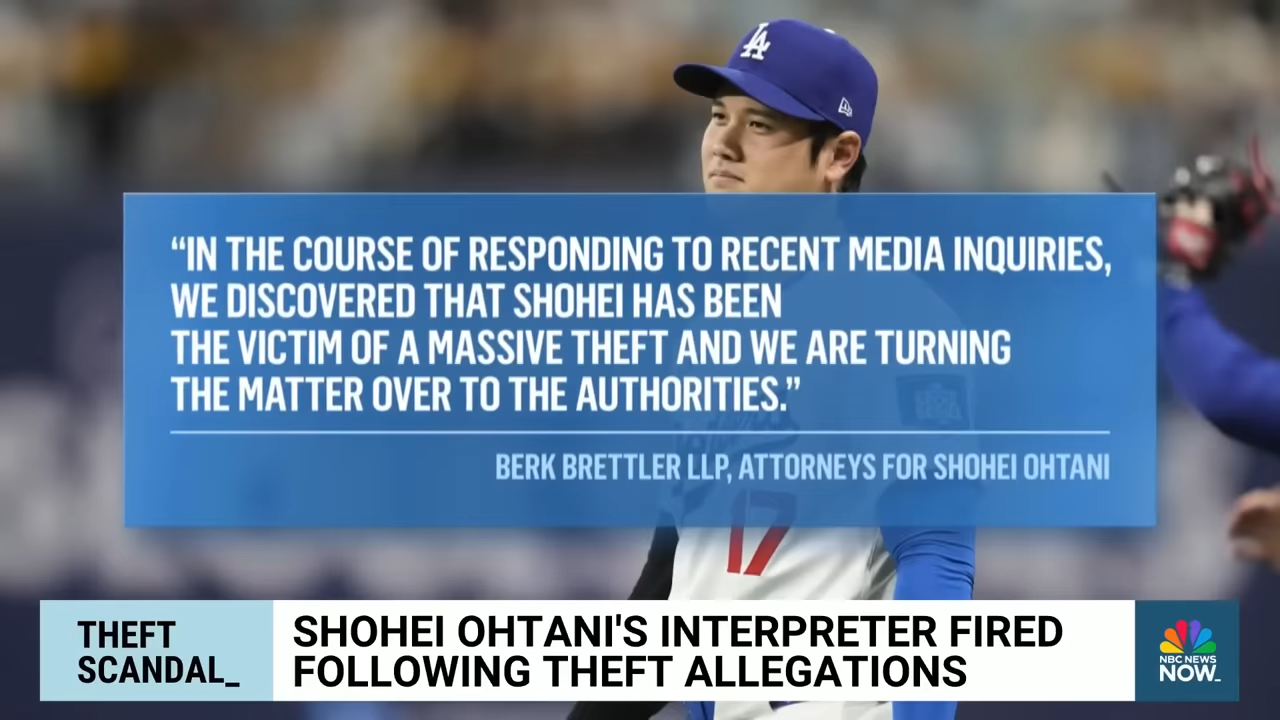 LA
“IN THE COURSE OF RESPONDING TO RECENT MEDIA INQUIRIES,
WE DISCOVERED THAT SHOHEI HAS BEEN
THE VICTIM OF A MASSIVE THEFT AND WE ARE TURNING
THE MATTER OVER TO THE AUTHORITIES.”
BERK BRETTLER LLP, ATTORNEYS FOR SHOHEI OHTANI
17
THEFT
SCANDAL_
SHOHEI OHTANI'S INTERPRETER FIRED
FOLLOWING THEFT ALLEGATIONS
NBC NEWS
NOW_